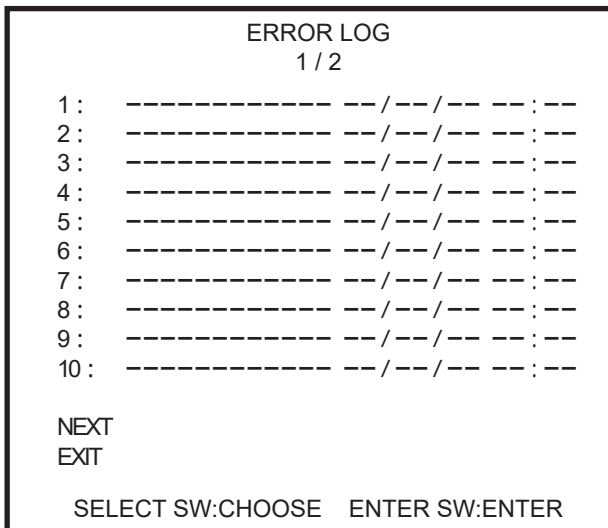 ERROR LOG
1 / 2
1 : ------------ --/--/-- --:--
2 : ------------ --/--/-- --:--
3 : ------------ --/--/-- --:--
4 : ------------ --/--/-- --:--
5 : ------------ --/--/-- --:--
6 : ------------ --/--/-- --:--
7 : ------------ --/--/-- --:--
8 : ------------ --/--/-- --:--
9 : ------------ --/--/-- --:--
10 : ------------ --/--/-- --:--
NEXT
EXIT
SELECT SW:CHOOSE ENTER SW:ENTER